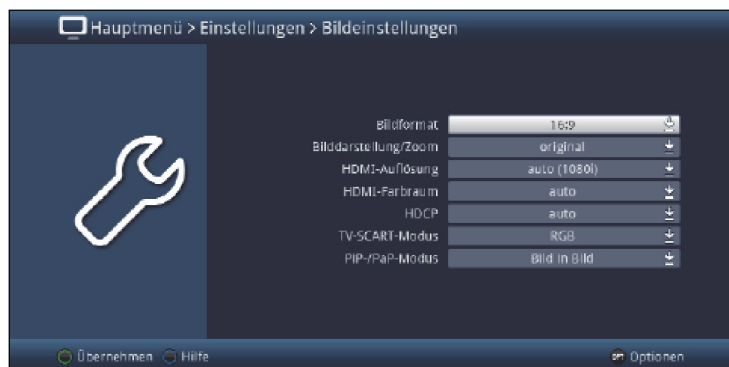 Hauptmenü > Einstellungen > Bildeinstellungen
Bildformat 16:9
Bilddarstellung/Zoom original
HDMI-Auflösung auto (1080i)
HDMI-Farbraum auto
HDCP auto
TV-SCART-Modus RGB
PIP-/PaP-Modus Bild in Bild
Übernehmen Hilfe OPT Optionen